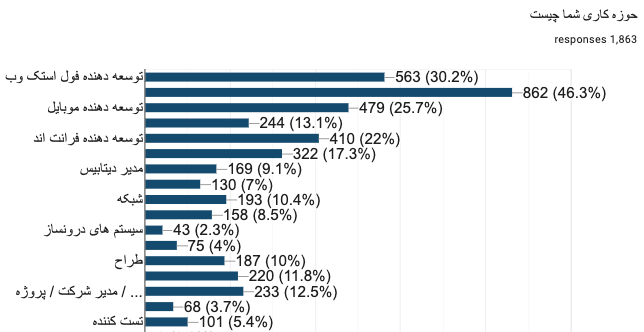 حوزه کاری شما چیست
1,863 responses
توسعه دهنده فول استک وب 563 (30.2%)
862 (46.3%)
توسعه دهنده موبایل 479 (25.7%)
244 (13.1%)
توسعه دهنده فرانت اند 410 (22%)
322 (17.3%)
مدیر دیتابیس 169 (9.1%)
130 (7%)
شبکه 193 (10.4%)
158 (8.5%)
سیستم های درونساز 43 (2.3%)
75 (4%)
طراح 187 (10%)
220 (11.8%)
مدیر شرکت / پروژه / ... 233 (12.5%)
68 (3.7%)
تست کننده 101 (5.4%)